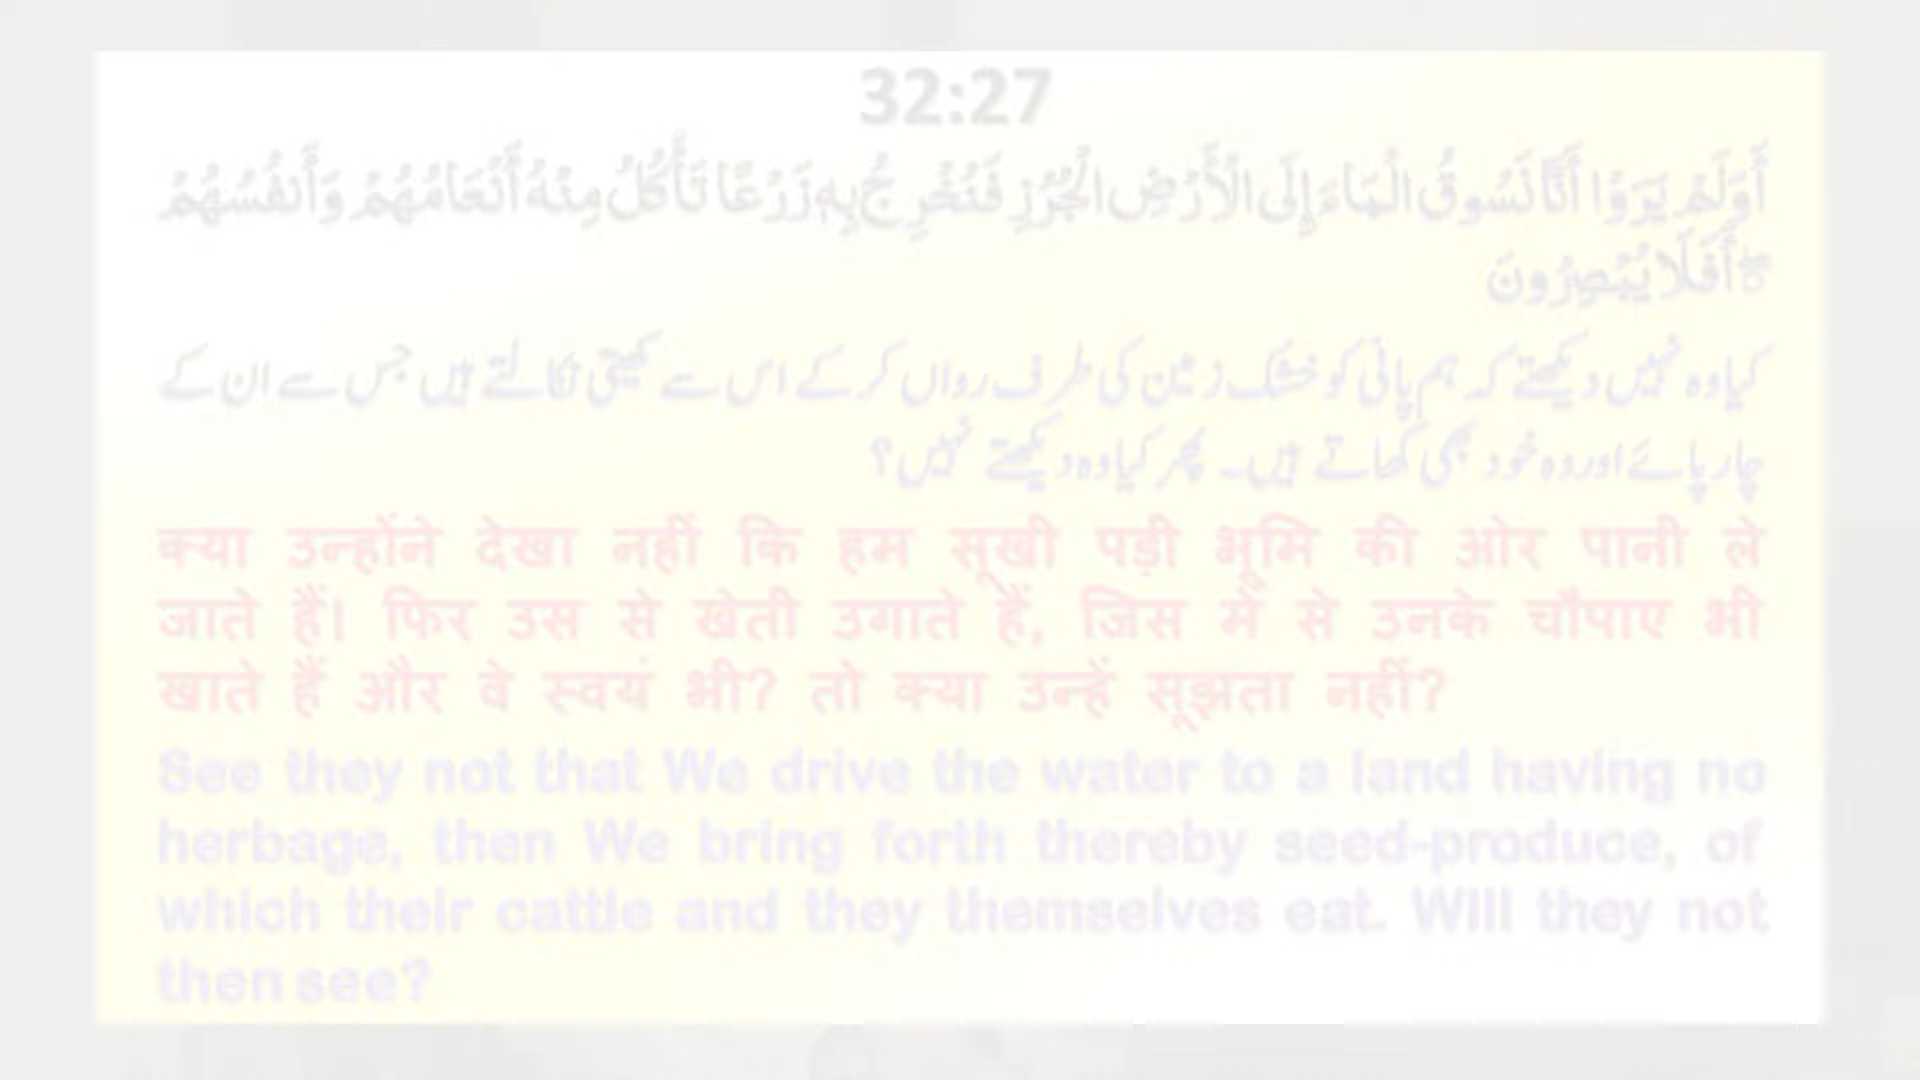 32:27
أَوَلَمْ يَرَوْا أَنَّا نَسُوقُ الْمَاءَ إِلَى الْأَرْضِ الْجُرُزِ فَنُخْرِجُ بِهِ زَرْعًا تَأْكُلُ مِنْهُ أَنْعَامُهُمْ وَأَنفُسُهُمْ
ۖ أَفَلَا يُبْصِرُونَ
کیا وہ نہیں دیکھتے کہ ہم پانی کو خشک زمین کی طرف رواں کر کے اس سے کھیتی نکالتے ہیں جس سے ان کے
چارپائے اور وہ خود بھی کھاتے ہیں۔ پھر کیا وہ دیکھتے نہیں؟
क्या उन्होंने देखा नहीं कि हम सूखी पड़ी भूमि की ओर पानी ले
जाते हैं। फिर उस से खेती उगाते हैं, जिस में से उनके चौपाए भी
खाते हैं और वे स्वयं भी? तो क्या उन्हें सूझता नहीं?
See they not that We drive the water to a land having no
herbage, then We bring forth thereby seed-produce, of
which their cattle and they themselves eat. Will they not
then see?